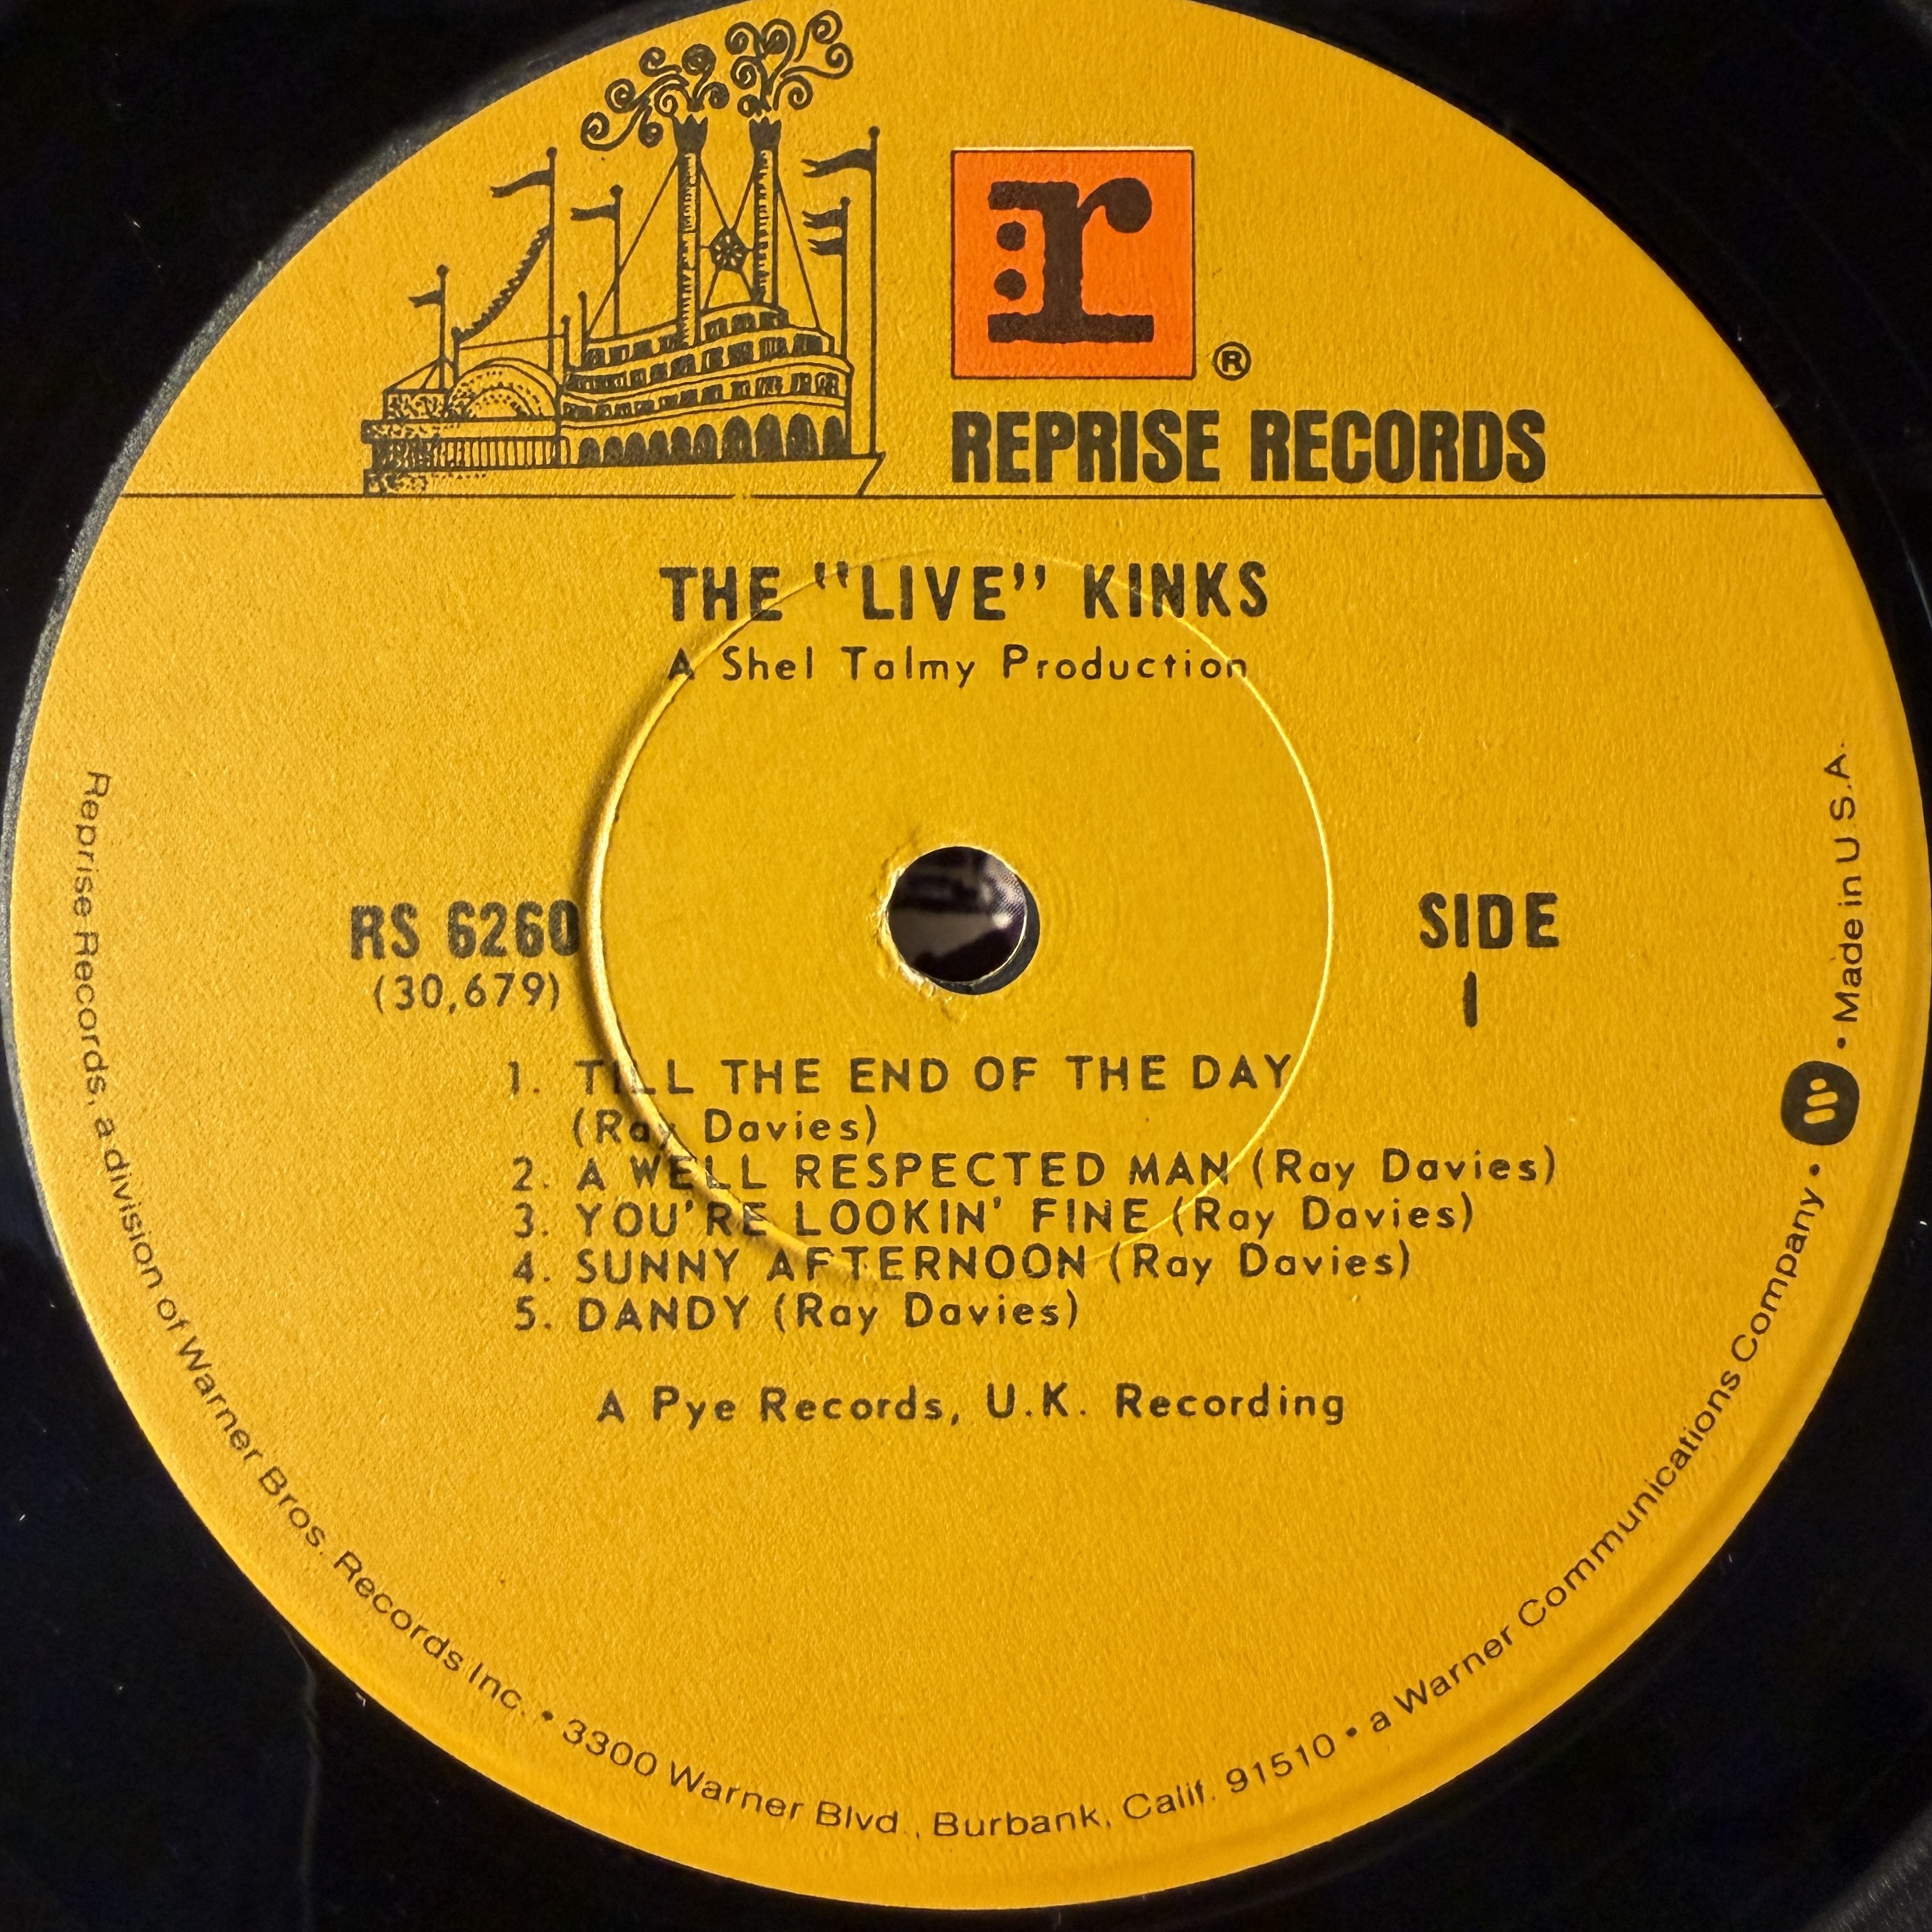 r
®
REPRISE RECORDS
THE "LIVE" KINKS
A Shel Talmy Production
RS 6260
(30,679)
SIDE
1
1. TILL THE END OF THE DAY
(Ray Davies)
2. A WELL RESPECTED MAN (Ray Davies)
3. YOU'RE LOOKIN' FINE (Ray Davies)
4. SUNNY AFTERNOON (Ray Davies)
5. DANDY (Ray Davies)
A Pye Records, U.K. Recording
Reprise Records, a division of Warner Bros. Records Inc. • 3300 Warner Blvd., Burbank, Calif. 91510 • a Warner Communications Company • W • Made in U.S.A.